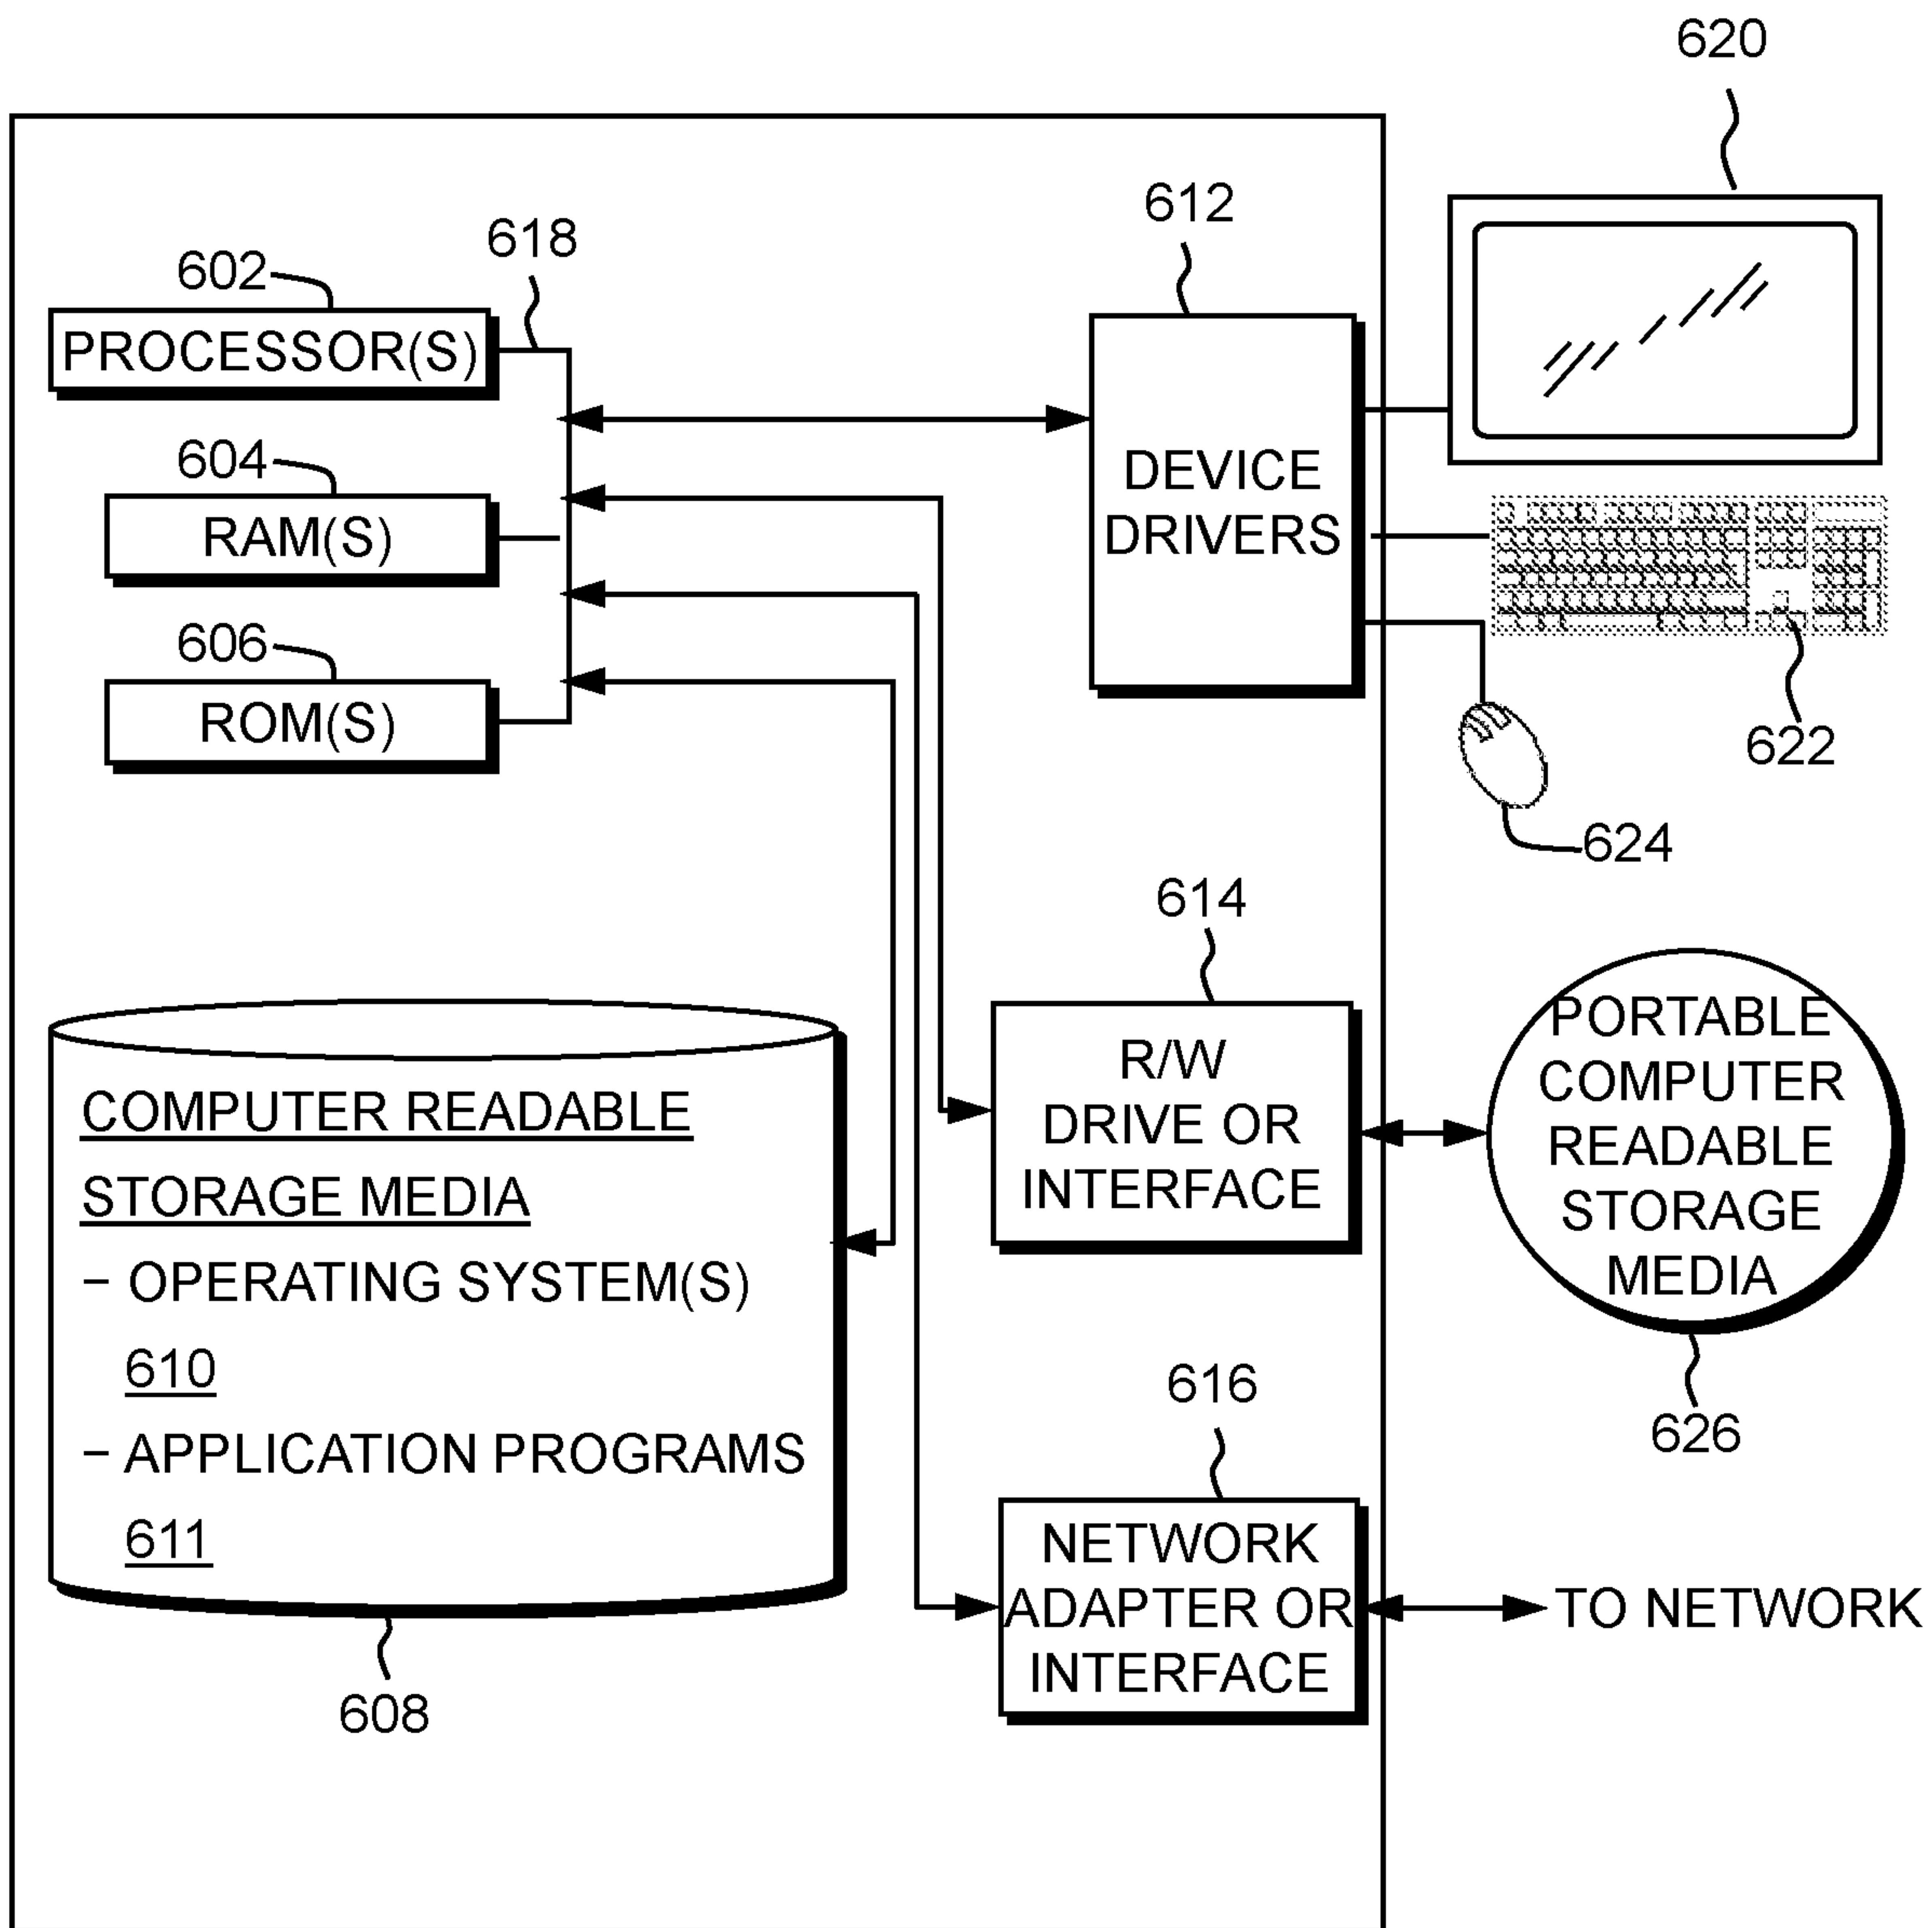 620
612
618
602
PROCESSOR(S)
604
RAM(S)
606
ROM(S)
DEVICE
DRIVERS
622
624
614
R/W
DRIVE OR
INTERFACE
PORTABLE
COMPUTER
READABLE
STORAGE
MEDIA
626
COMPUTER READABLE
STORAGE MEDIA
– OPERATING SYSTEM(S)
610
– APPLICATION PROGRAMS
611
608
616
NETWORK
ADAPTER OR
INTERFACE
TO NETWORK